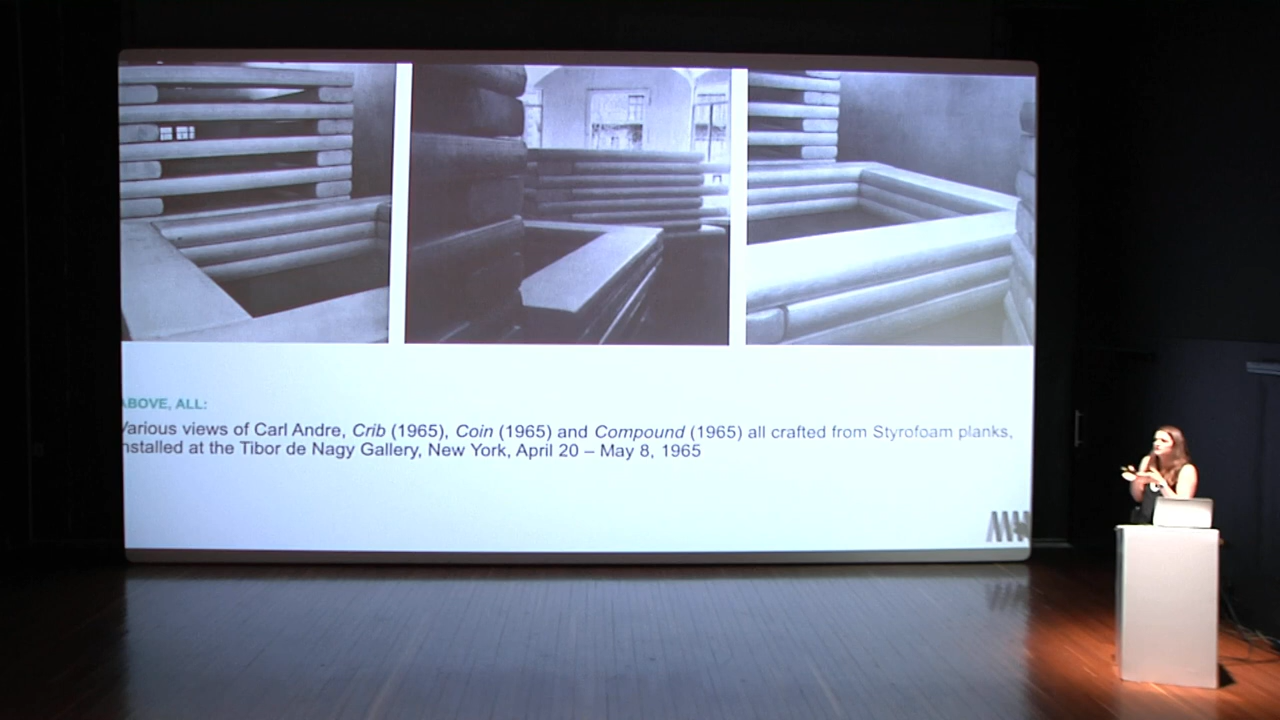 ABOVE, ALL:
Various views of Carl Andre, Crib (1965), Coin (1965) and Compound (1965) all crafted from Styrofoam planks,
nstalled at the Tibor de Nagy Gallery, New York, April 20 – May 8, 1965